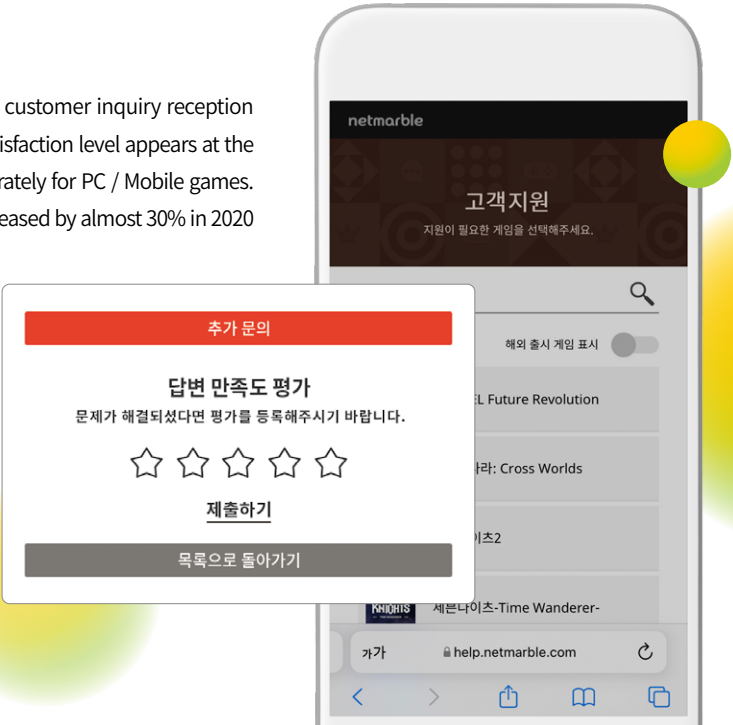 customer inquiry reception
isfaction level appears at the
rately for PC / Mobile games.
eased by almost 30% in 2020
netmarble
고객지원
지원이 필요한 게임을 선택해주세요.
해외 출시 게임 표시
추가 문의
답변 만족도 평가
문제가 해결되셨다면 평가를 등록해주시기 바랍니다.
제출하기
목록으로 돌아가기
EL Future Revolution
나라: Cross Worlds
이츠2
KNIGHTS
세븐나이츠-Time Wanderer-
가가
help.netmarble.com